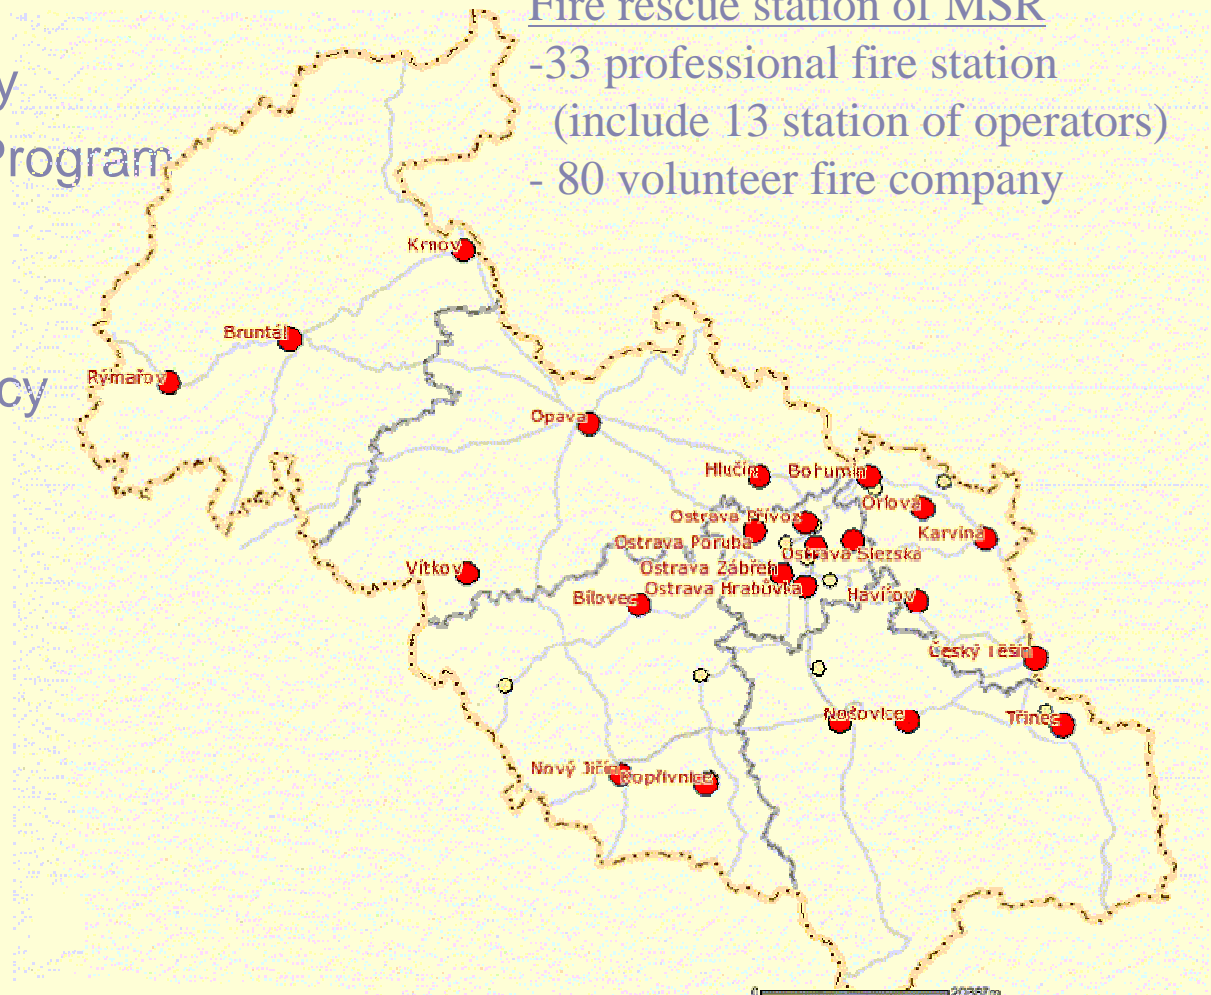 Fire rescue station of MSR
-33 professional fire station
(include 13 station of operators)
- 80 volunteer fire company
y
Program
cy
Krnov
Bruntál
Rýmařov
Opava
Hlučín
Bohumín
Orlová
Ostrava Přívoz
Karviná
Ostrava Poruba
Ostrava Slezská
Vítkov
Ostrava Zábřeh
Ostrava Hrabůvka
Bílovec
Havířov
Český Těšín
Nošovice
Třinec
Nový Jičín
Kopřivnice
0